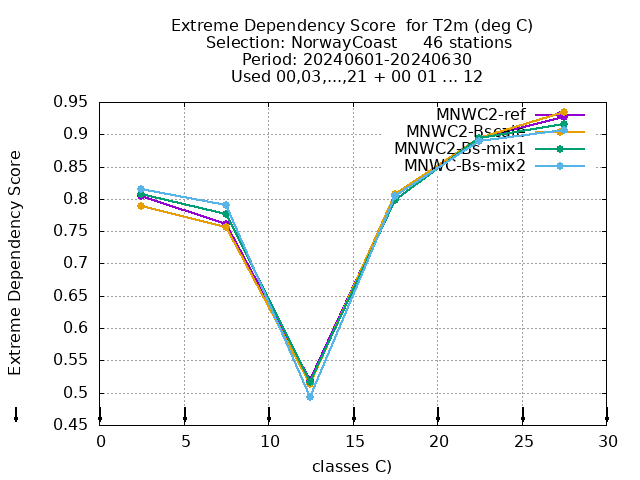 Extreme Dependency Score  for T2m (deg C)
Selection: NorwayCoast     46 stations
Period: 20240601-20240630
Used 00,03,...,21 + 00 01 ... 12
MNWC2-ref
MNWC2-Bs
MNWC2-Bs-mix1
MNWC-Bs-mix2
Extreme Dependency Score
0.95
0.9
0.85
0.8
0.75
0.7
0.65
0.6
0.55
0.5
0.45
0 5 10 15 20 25 30
classes C)